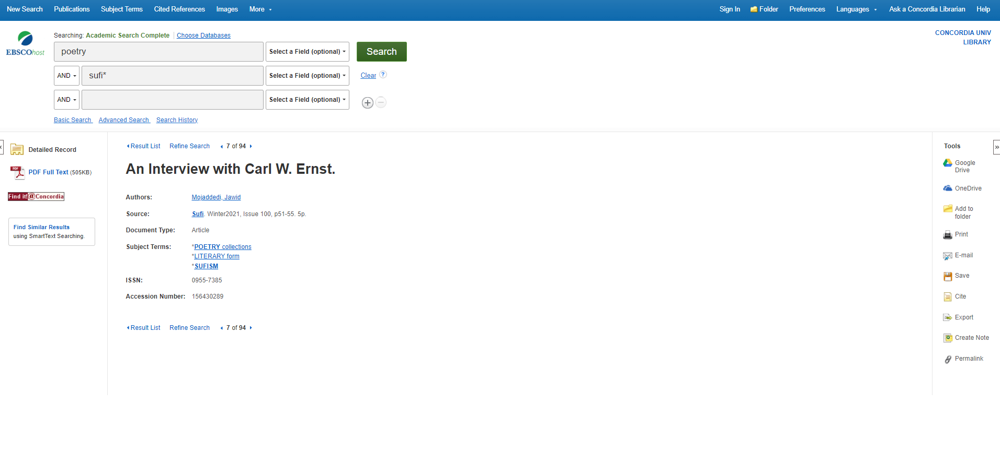 New Search Publications Subject Terms Cited References Images More
Sign In Folder Preferences Languages Ask a Concordia Librarian Help
EBSCOhost
Searching: Academic Search Complete Choose Databases
CONCORDIA UNIV
LIBRARY
poetry Select a Field (optional) Search
AND sufi* Select a Field (optional) Clear ?
AND Select a Field (optional)
Basic Search Advanced Search Search History
Detailed Record
PDF Full Text (505KB)
Find it!@Concordia
Find Similar Results
using SmartText Searching.
Result List Refine Search 7 of 94
An Interview with Carl W. Ernst.
Authors: Mojaddedi, Jawid
Source: Sufi. Winter2021, Issue 100, p51-55. 5p.
Document Type: Article
Subject Terms: *POETRY collections
*LITERARY form
*SUFISM
ISSN: 0955-7385
Accession Number: 156430289
Result List Refine Search 7 of 94
Tools
»
Google
Drive
OneDrive
Add to
folder
Print
E-mail
Save
Cite
Export
Create Note
Permalink